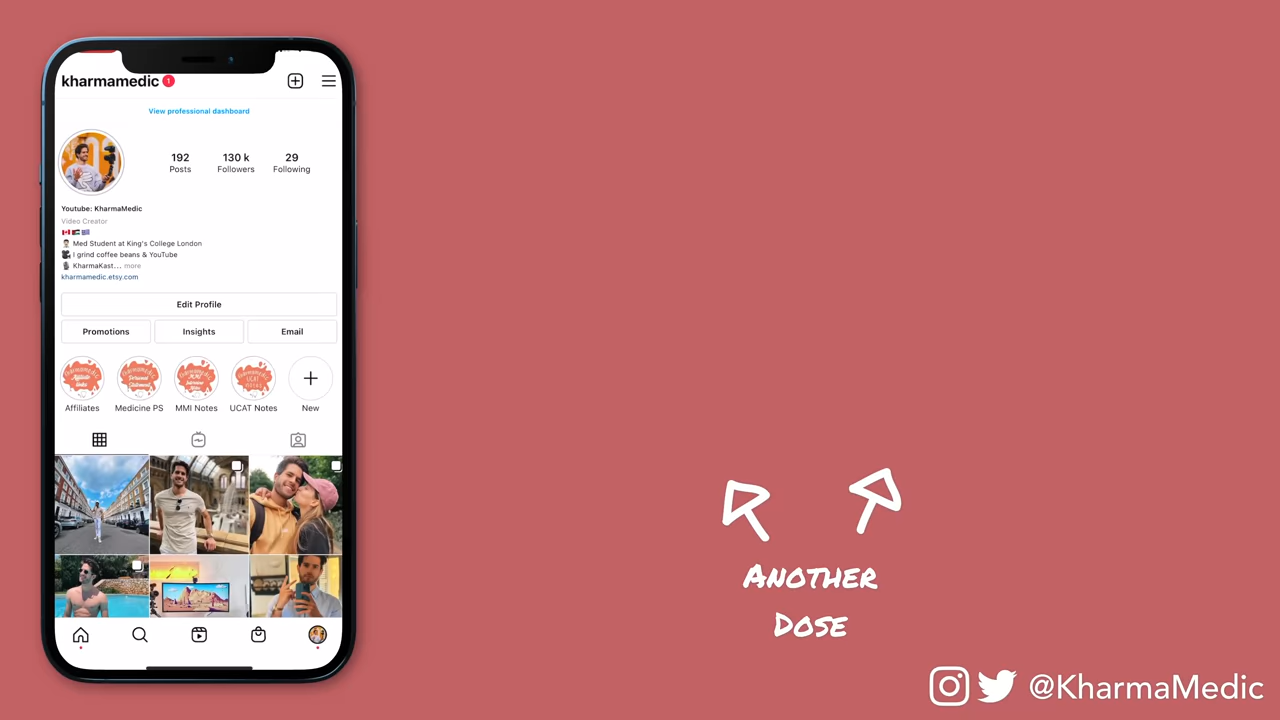 kharmamedic 1
View professional dashboard
192 130 k 29
Posts Followers Following
Youtube: KharmaMedic
Video Creator
Med Student at King's College London
I grind coffee beans & YouTube
KharmaKast... more
kharmamedic.etsy.com
Edit Profile
Promotions Insights Email
Affiliates Medicine PS MMI Notes UCAT Notes New
ANOTHER
DOSE
@KharmaMedic